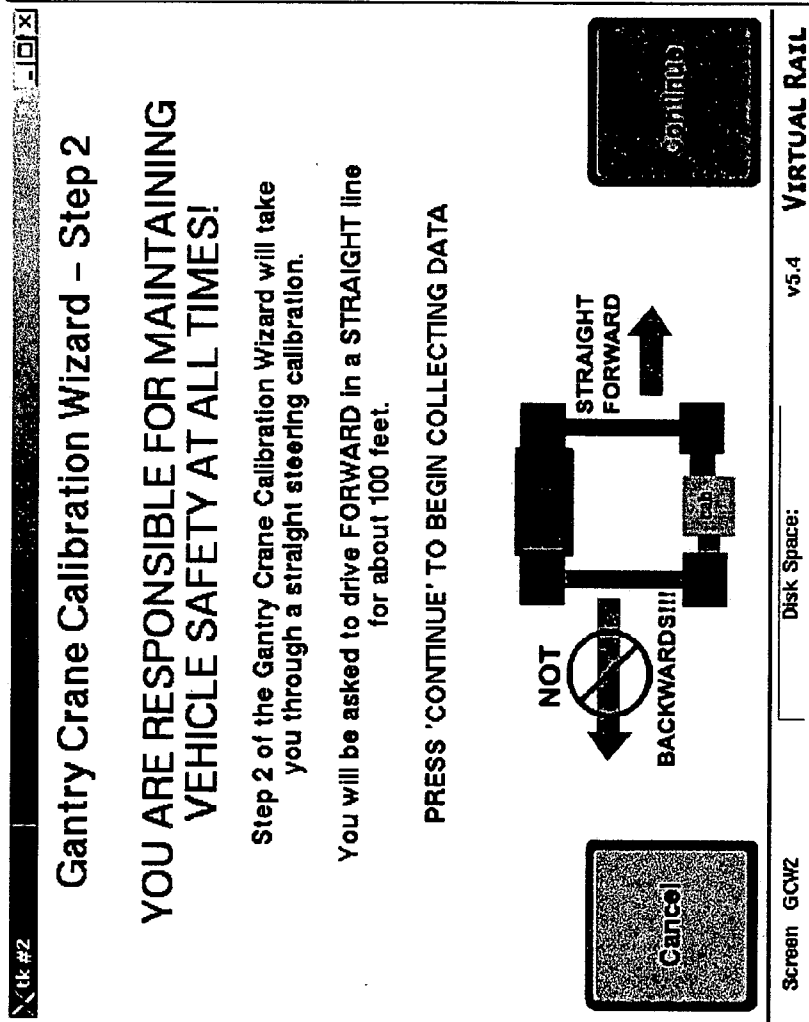 tk #2
Gantry Crane Calibration Wizard – Step 2
YOU ARE RESPONSIBLE FOR MAINTAINING
VEHICLE SAFETY AT ALL TIMES!
Step 2 of the Gantry Crane Calibration Wizard will take
you through a straight steering calibration.
You will be asked to drive FORWARD in a STRAIGHT line
for about 100 feet.
PRESS 'CONTINUE' TO BEGIN COLLECTING DATA
NOT
BACKWARDS!!!
cab
STRAIGHT
FORWARD
Cancel
Continue
Screen GCW2
Disk Space:
v5.4
VIRTUAL RAIL